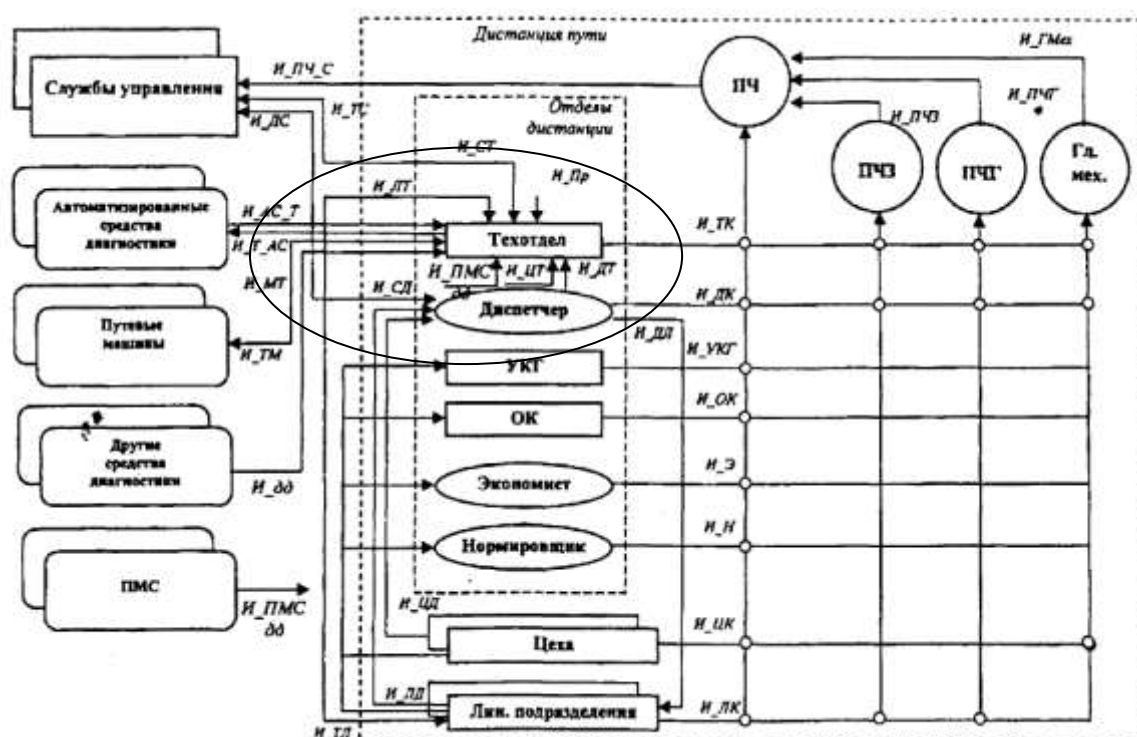 Дистанция пути
И_ГМех
И_ПЧ_С
ПЧ
Службы управления
И_ТС
И_ДС
Отделы
дистанции
И_ПЧГ
И_ПЧЗ
И_СТ
ПЧЗ
ПЧГ
Гл.
мех.
И_ЛТ
И_Пр
Автоматизированные
средства
диагностики
И_АС_Т
И_Т_АС
Техотдел
И_ТК
И_МТ
И_ПМС
дд
И_ЦТ
И_ДТ
И_СД
Диспетчер
И_ДК
И_ДЛ
Путевые
машины
И_ТМ
УКГ
И_УКГ
ОК
И_ОК
Другие
средства
диагностики
И_дд
Экономист
И_Э
Нормировщик
И_Н
ПМС
И_ПМС
дд
И_ЦД
Цеха
И_ЦК
И_ЛД
Лин. подразделения
И_ЛК
И_ТЛ